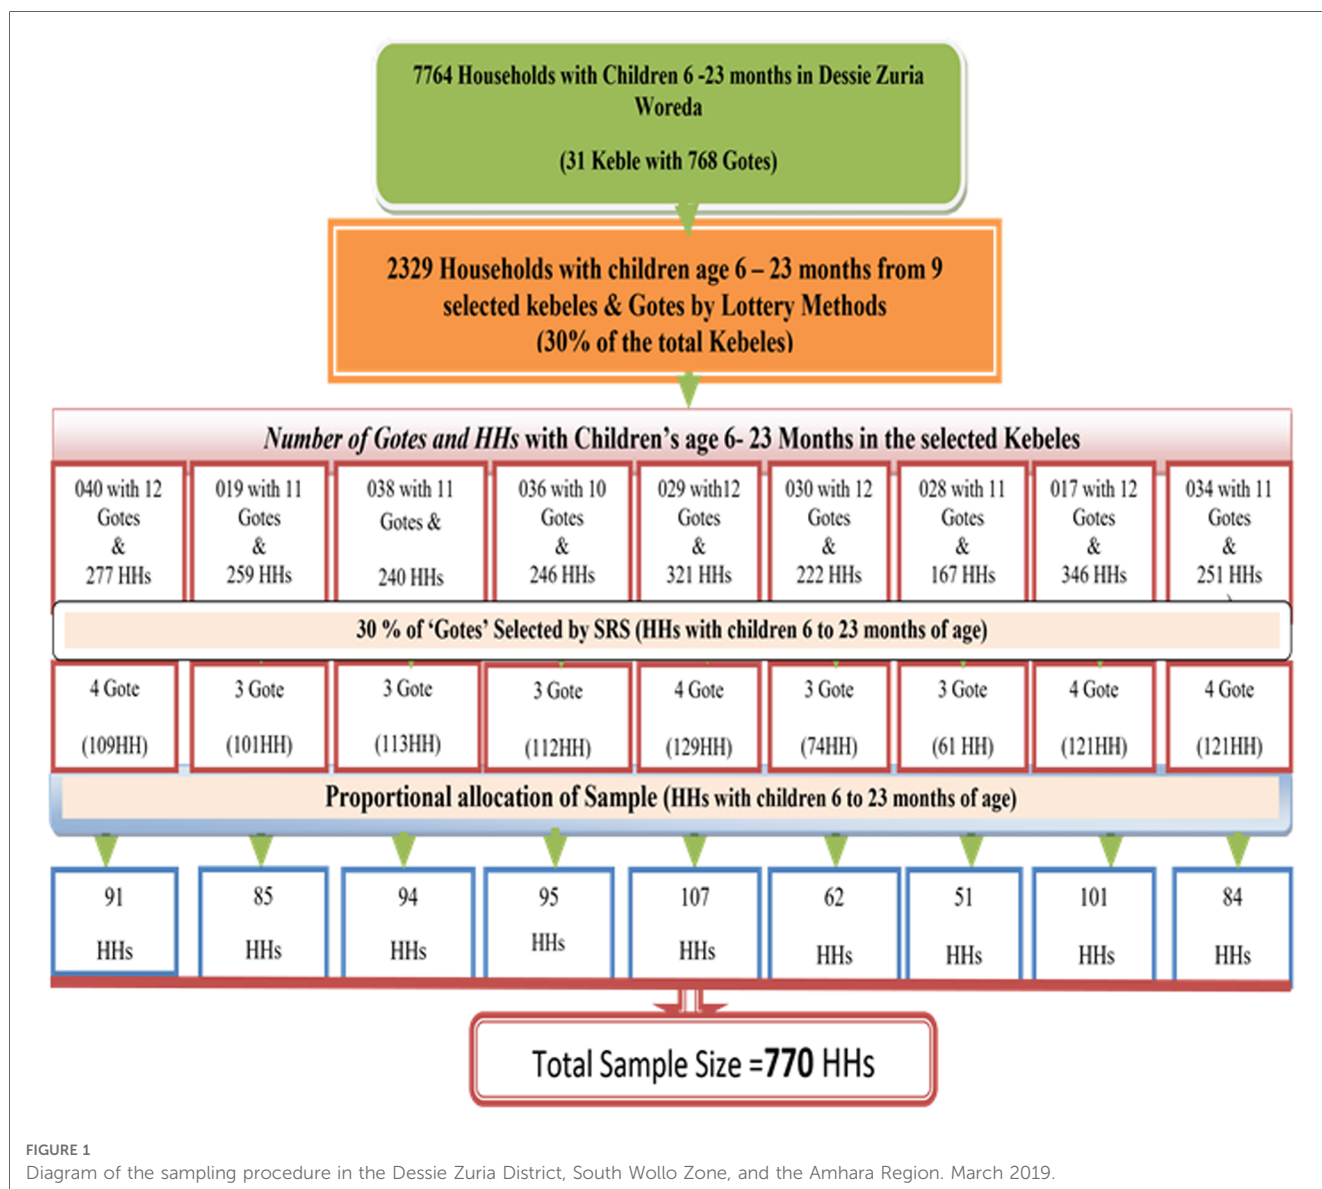 7764 Households with Children 6 -23 months in Dessie Zuria
Woreda
(31 Keble with 768 Gotes)
2329 Households with children age 6 – 23 months from 9
selected kebeles & Gotes by Lottery Methods
(30% of the total Kebeles)
Number of Gotes and HHs with Children's age 6- 23 Months in the selected Kebeles
040 with 12
Gotes
&
277 HHs
019 with 11
Gotes
&
259 HHs
038 with 11
Gotes &
240 HHs
036 with 10
Gotes
&
246 HHs
029 with12
Gotes
&
321 HHs
030 with 12
Gotes
&
222 HHs
028 with 11
Gotes
&
167 HHs
017 with 12
Gotes
&
346 HHs
034 with 11
Gotes
&
251 HHs
)
30 % of ‘Gotes’ Selected by SRS (HHs with children 6 to 23 months of age)
4 Gote
(109HH)
3 Gote
(101HH)
3 Gote
(113HH)
3 Gote
(112HH)
4 Gote
(129HH)
3 Gote
(74HH)
3 Gote
(61 HH)
4 Gote
(121HH)
4 Gote
(121HH)
Proportional allocation of Sample (HHs with children 6 to 23 months of age)
91
HHs
85
HHs
94
HHs
95
HHs
107
HHs
62
HHs
51
HHs
101
HHs
84
HHs
Total Sample Size =770 HHs
FIGURE 1
Diagram of the sampling procedure in the Dessie Zuria District, South Wollo Zone, and the Amhara Region. March 2019.